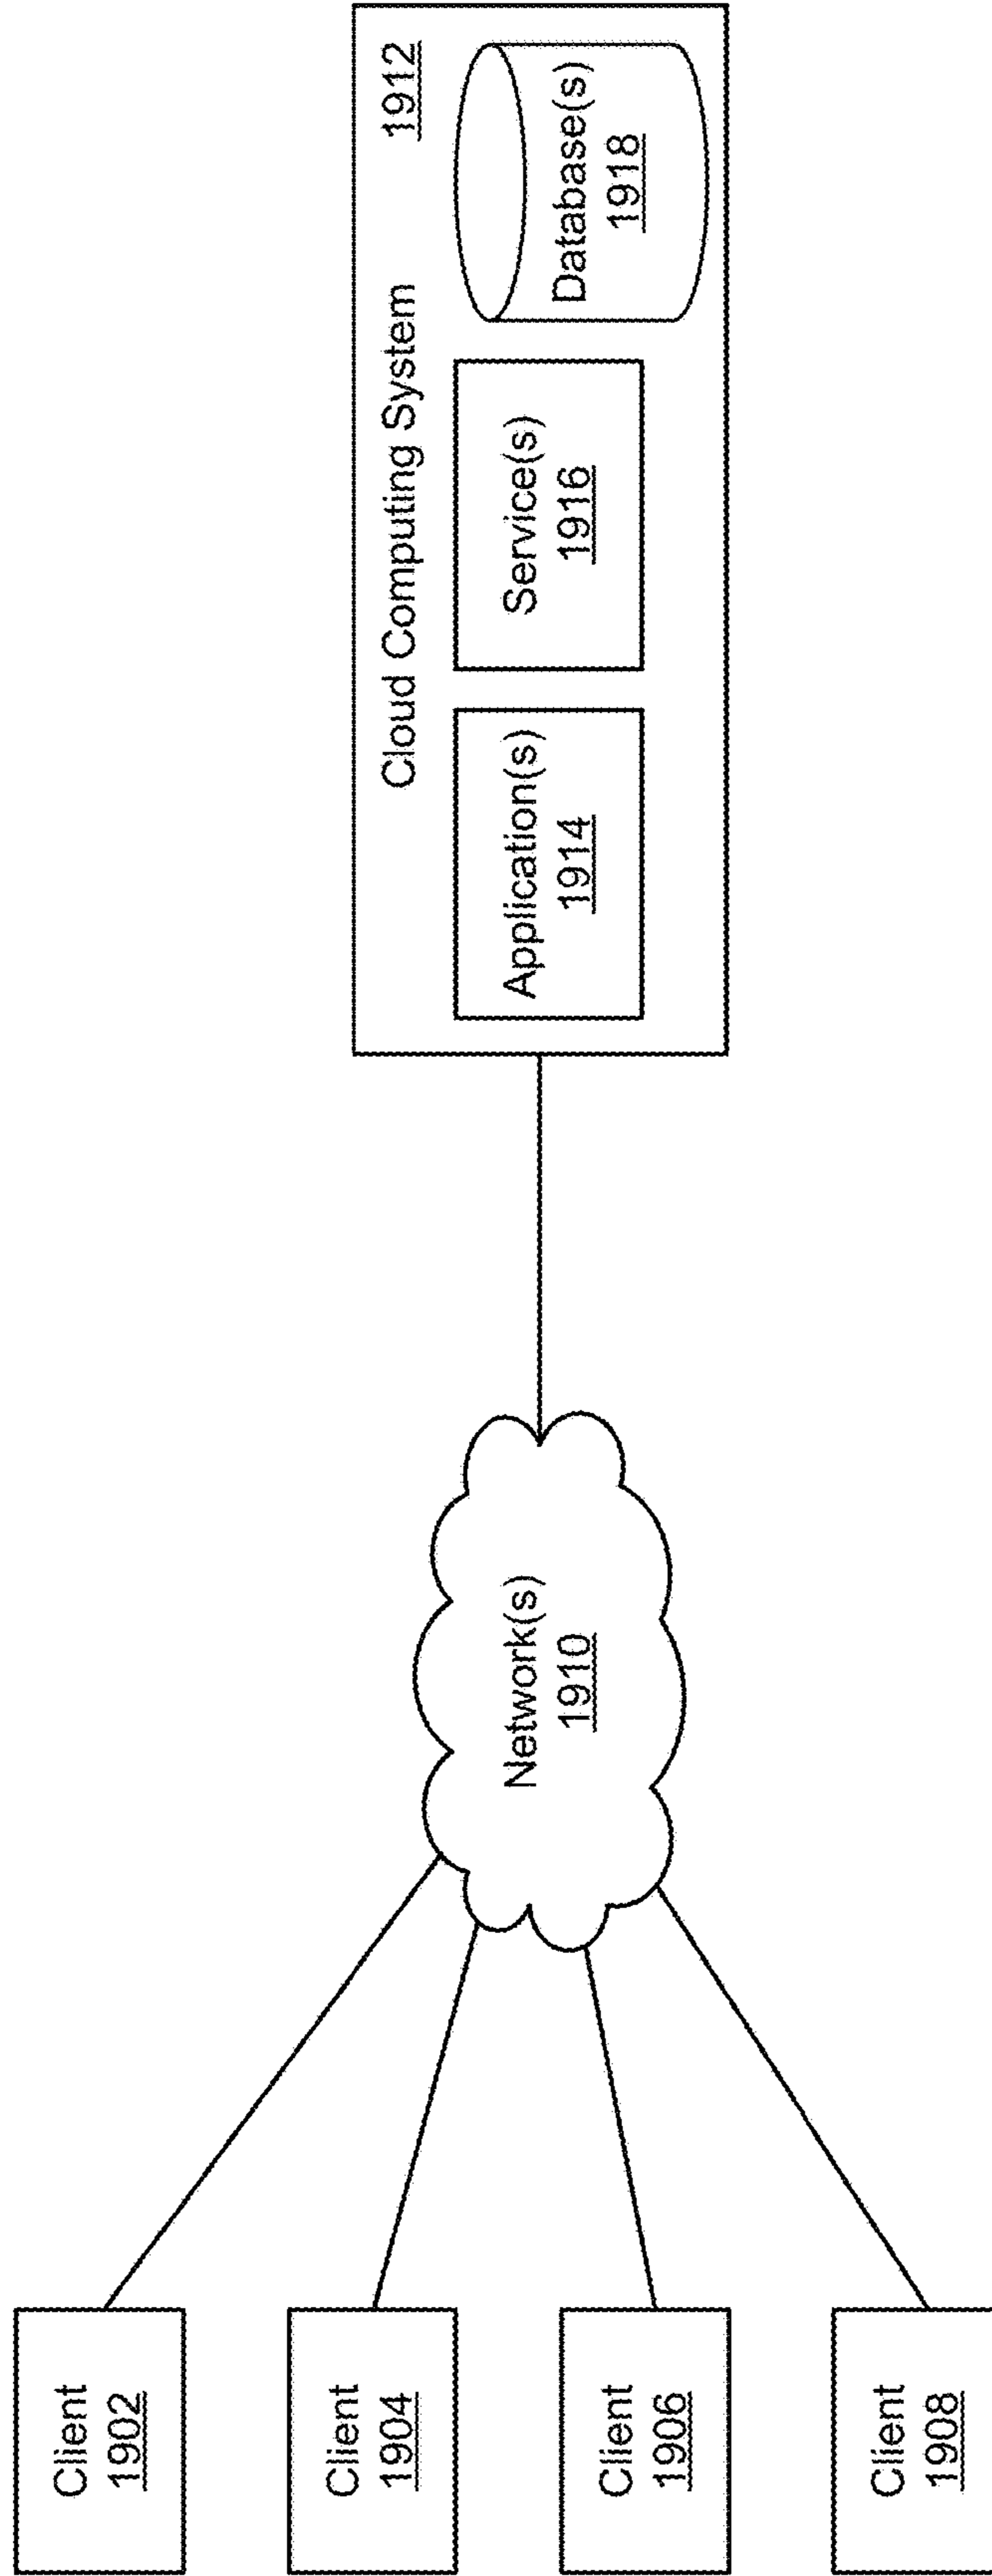 Client
1902
Client
1904
Client
1906
Client
1908
Network(s)
1910
Cloud Computing System
1912
Application(s)
1914
Service(s)
1916
Database(s)
1918